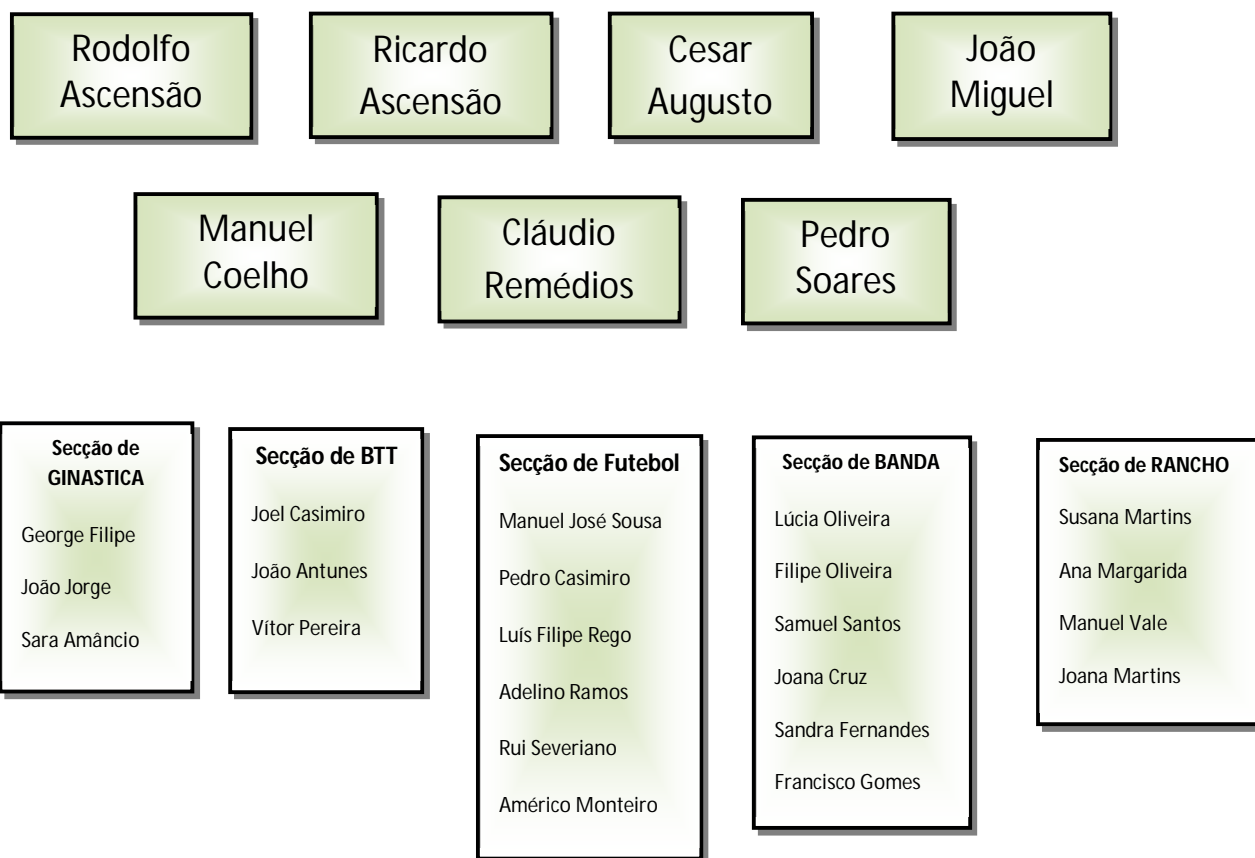 Rodolfo
Ascensão
Ricardo
Ascensão
Cesar
Augusto
João
Miguel
Manuel
Coelho
Cláudio
Remédios
Pedro
Soares
Secção de
GINASTICA
George Filipe
João Jorge
Sara Amâncio
Secção de BTT
Joel Casimiro
João Antunes
Vítor Pereira
Secção de Futebol
Manuel José Sousa
Pedro Casimiro
Luís Filipe Rego
Adelino Ramos
Rui Severiano
Américo Monteiro
Secção de BANDA
Lúcia Oliveira
Filipe Oliveira
Samuel Santos
Joana Cruz
Sandra Fernandes
Francisco Gomes
Secção de RANCHO
Susana Martins
Ana Margarida
Manuel Vale
Joana Martins